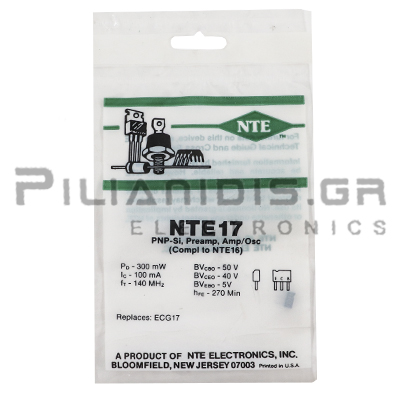 NTE
TM
PILIANIDIS.GR
ELECTRONICS
NTE17
PNP-Si, Preamp, Amp/Osc
(Compl to NTE16)
PD - 300 mW
IC - 100 mA
fT - 140 MHz
BVCBO - 50 V
BVCEO - 40 V
BVEBO - 5V
hFE - 270 Min
E C B
Replaces: ECG17
A PRODUCT OF NTE ELECTRONICS, INC.
BLOOMFIELD, NEW JERSEY 07003 Printed in U.S.A.